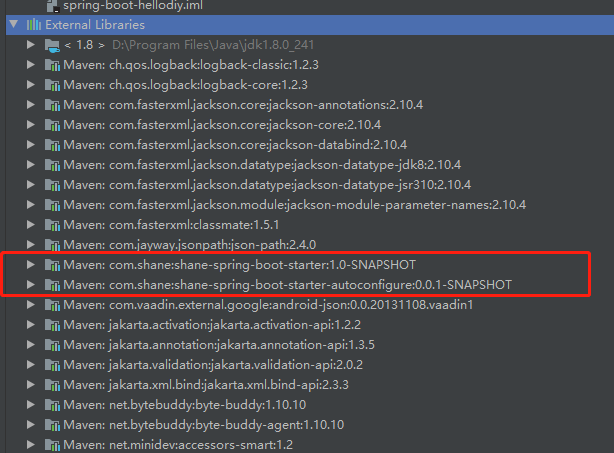 spring-boot-hellodiy.iml
External Libraries
< 1.8 > D:\Program Files\Java\jdk1.8.0_241
Maven: ch.qos.logback:logback-classic:1.2.3
Maven: ch.qos.logback:logback-core:1.2.3
Maven: com.fasterxml.jackson.core:jackson-annotations:2.10.4
Maven: com.fasterxml.jackson.core:jackson-core:2.10.4
Maven: com.fasterxml.jackson.core:jackson-databind:2.10.4
Maven: com.fasterxml.jackson.datatype:jackson-datatype-jdk8:2.10.4
Maven: com.fasterxml.jackson.datatype:jackson-datatype-jsr310:2.10.4
Maven: com.fasterxml.jackson.module:jackson-module-parameter-names:2.10.4
Maven: com.fasterxml:classmate:1.5.1
Maven: com.jayway.jsonpath:json-path:2.4.0
Maven: com.shane:shane-spring-boot-starter:1.0-SNAPSHOT
Maven: com.shane:shane-spring-boot-starter-autoconfigure:0.0.1-SNAPSHOT
Maven: com.vaadin.external.google:android-json:0.0.20131108.vaadin1
Maven: jakarta.activation:jakarta.activation-api:1.2.2
Maven: jakarta.annotation:jakarta.annotation-api:1.3.5
Maven: jakarta.validation:jakarta.validation-api:2.0.2
Maven: jakarta.xml.bind:jakarta.xml.bind-api:2.3.3
Maven: net.bytebuddy:byte-buddy:1.10.10
Maven: net.bytebuddy:byte-buddy-agent:1.10.10
Maven: net.minidev:accessors-smart:1.2